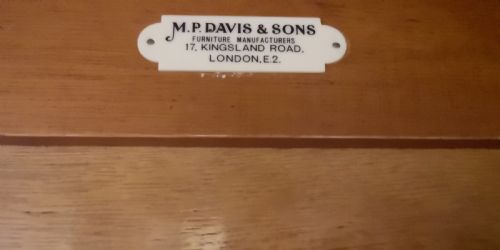 M.P. DAVIS & SONS
FURNITURE MANUFACTURERS
17, KINGSLAND ROAD,
LONDON, E.2.